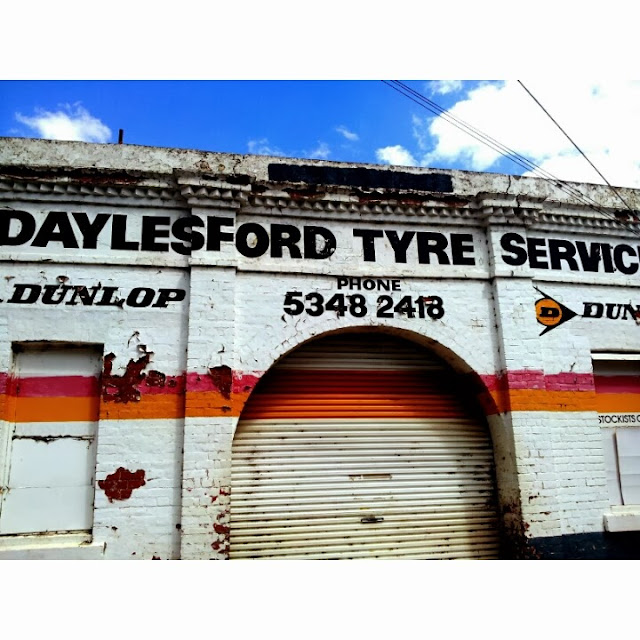 DAYLESFORD TYRE SERVIC
DUNLOP
PHONE
5348 2418
D DUN
STOCKISTS